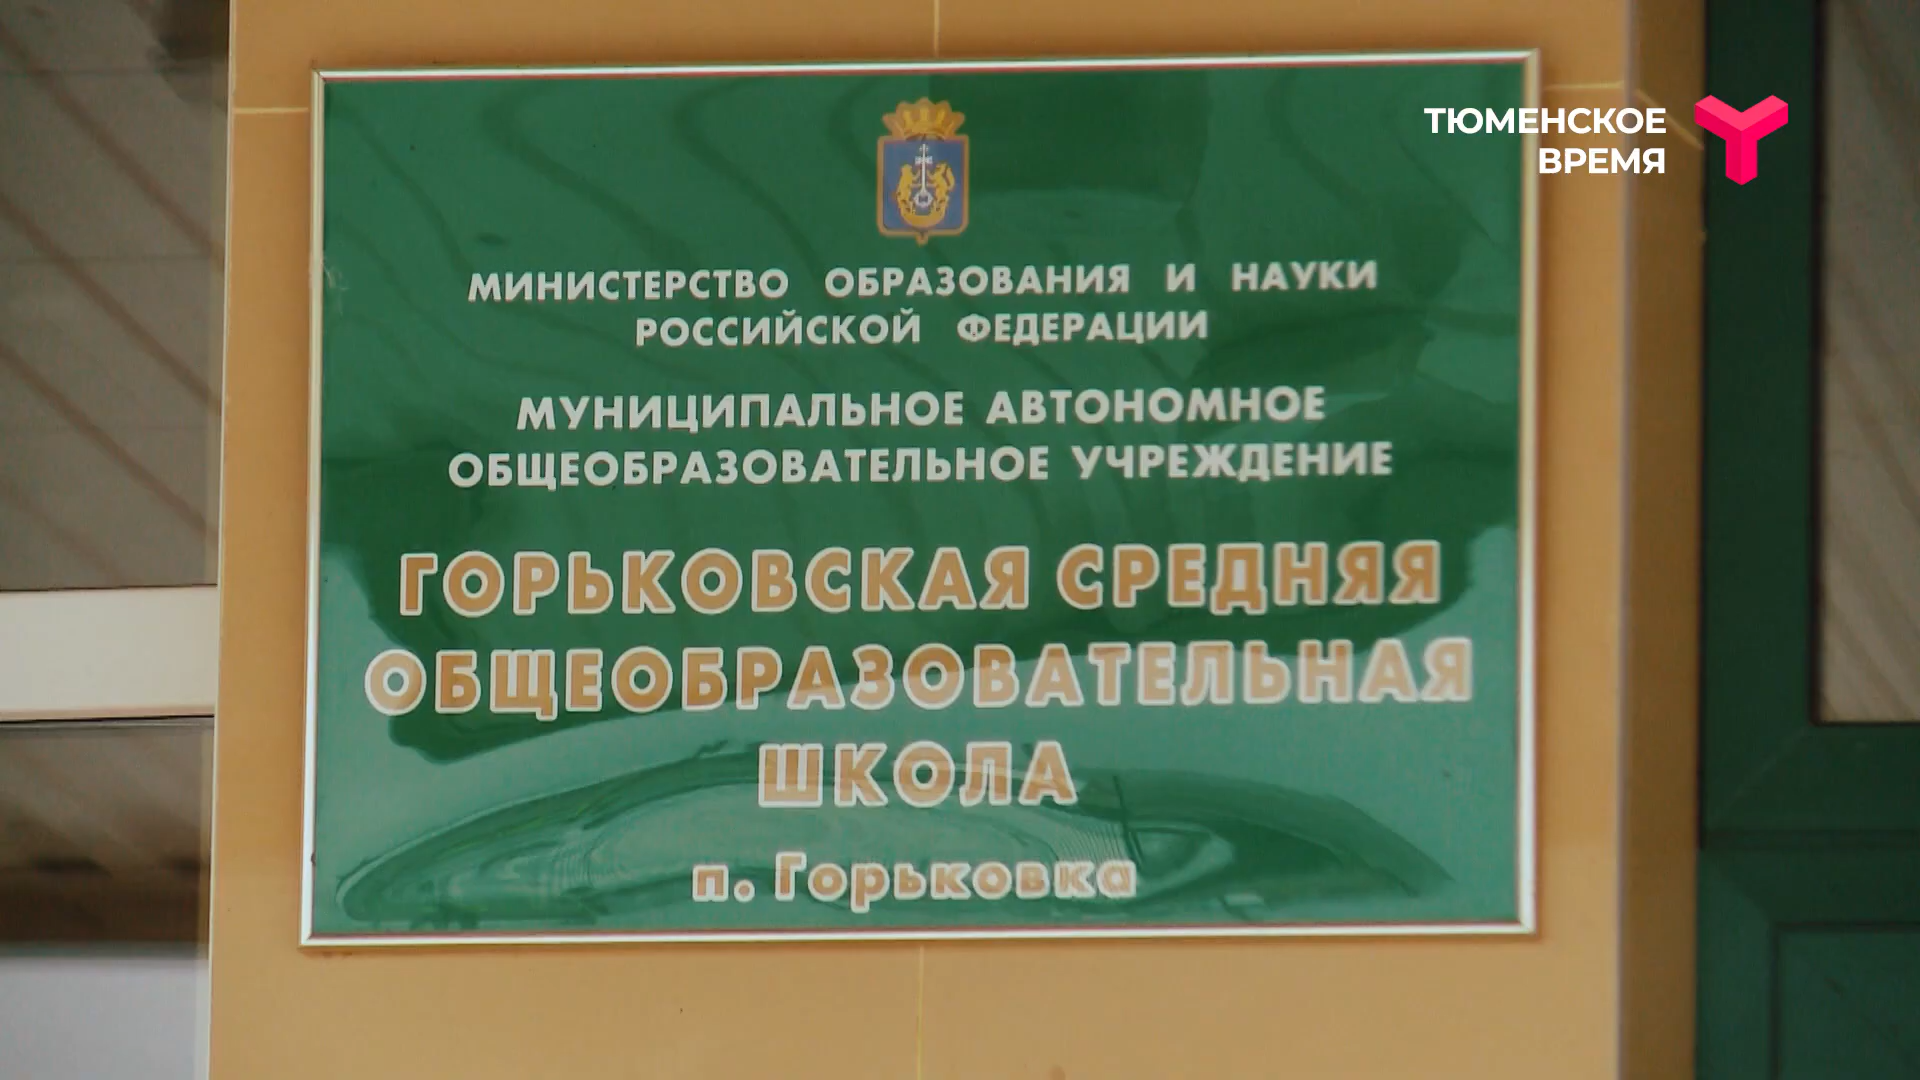 ТЮМЕНСКОЕ
ВРЕМЯ
МИНИСТЕРСТВО ОБРАЗОВАНИЯ И НАУКИ
РОССИЙСКОЙ ФЕДЕРАЦИИ
МУНИЦИПАЛЬНОЕ АВТОНОМНОЕ
ОБЩЕОБРАЗОВАТЕЛЬНОЕ УЧРЕЖДЕНИЕ
ГОРЬКОВСКАЯ СРЕДНЯЯ
ОБЩЕОБРАЗОВАТЕЛЬНАЯ
ШКОЛА
п. Горьковка